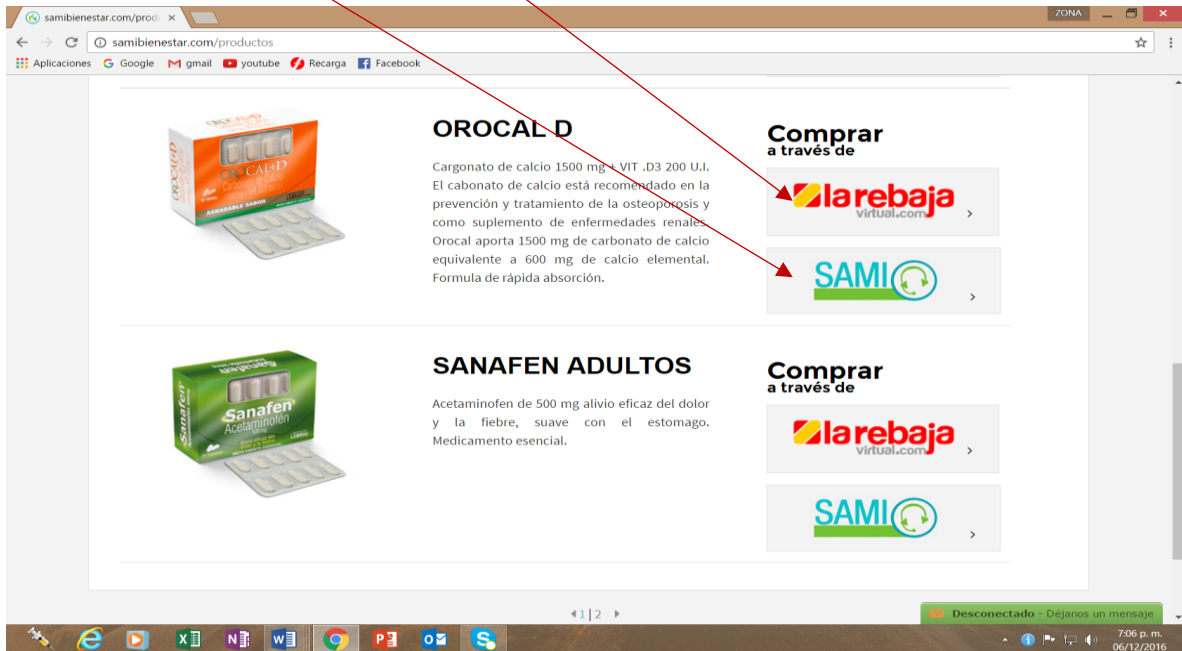 samibienestar.com/produ
ZONA
samibienestar.com/productos
Aplicaciones Google gmail youtube Recarga Facebook
OROCAL D
Cargonato de calcio 1500 mg + VIT .D3 200 U.I.
El cabonato de calcio está recomendado en la
prevención y tratamiento de la osteoporosis y
como suplemento de enfermedades renales.
Orocal aporta 1500 mg de carbonato de calcio
equivalente a 600 mg de calcio elemental.
Formula de rápida absorción.
Comprar
a través de
larebaja
virtual.com
SAMI
OROCAL+D
AGRADABLE SABOR
SANAFEN ADULTOS
Acetaminofen de 500 mg alivio eficaz del dolor
y la fiebre, suave con el estomago.
Medicamento esencial.
Comprar
a través de
larebaja
virtual.com
SAMI
Sanafen
Sanafen
Acetaminofén
1 | 2
Desconectado - Déjanos un mensaje
7:06 p. m.
06/12/2016